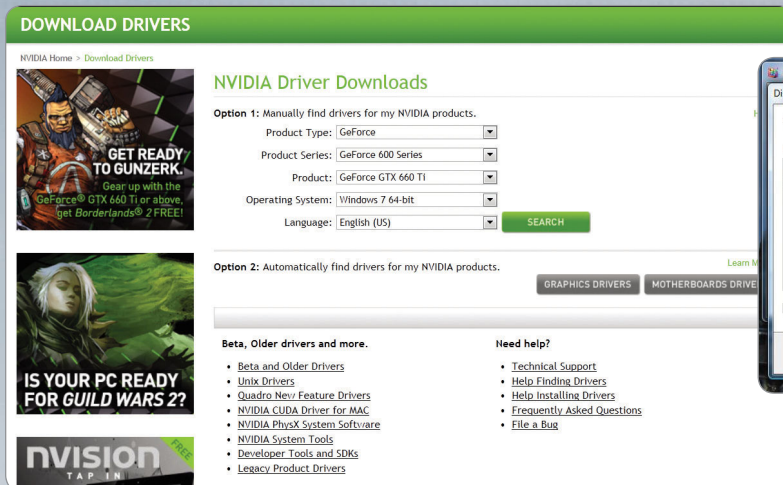 DOWNLOAD DRIVERS
NVIDIA Home > Download Drivers
GET READY
TO GUNZERK.
Gear up with the
GeForce® GTX 660 Ti or above,
get Borderlands® 2 FREE!
IS YOUR PC READY
FOR GUILD WARS 2?
FREE
nvision
TAP IN
NVIDIA Driver Downloads
Option 1: Manually find drivers for my NVIDIA products.
Product Type: GeForce
Product Series: GeForce 600 Series
Product: GeForce GTX 660 Ti
Operating System: Windows 7 64-bit
Language: English (US)
SEARCH
Option 2: Automatically find drivers for my NVIDIA products.
Learn M
GRAPHICS DRIVERS MOTHERBOARDS DRIVE
Beta, Older drivers and more.
Beta and Older Drivers
Unix Drivers
Quadro New Feature Drivers
NVIDIA CUDA Driver for MAC
NVIDIA PhysX System Software
NVIDIA System Tools
Developer Tools and SDKs
Legacy Product Drivers
Need help?
Technical Support
Help Finding Drivers
Help Installing Drivers
Frequently Asked Questions
File a Bug
Di